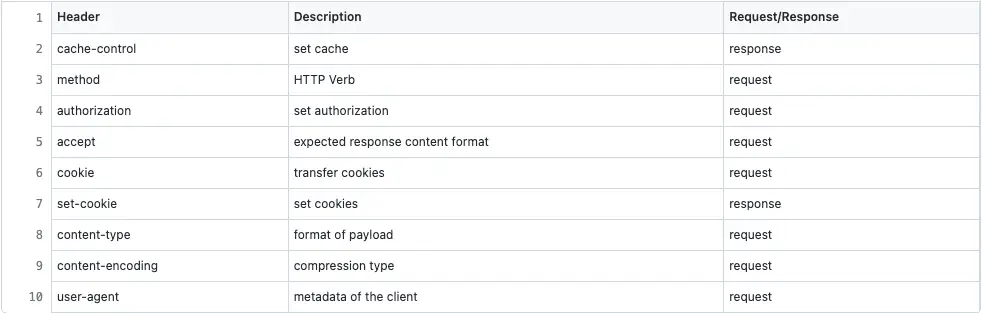 1 Header Description Request/Response
2 cache-control set cache response
3 method HTTP Verb request
4 authorization set authorization request
5 accept expected response content format request
6 cookie transfer cookies request
7 set-cookie set cookies response
8 content-type format of payload request
9 content-encoding compression type request
10 user-agent metadata of the client request